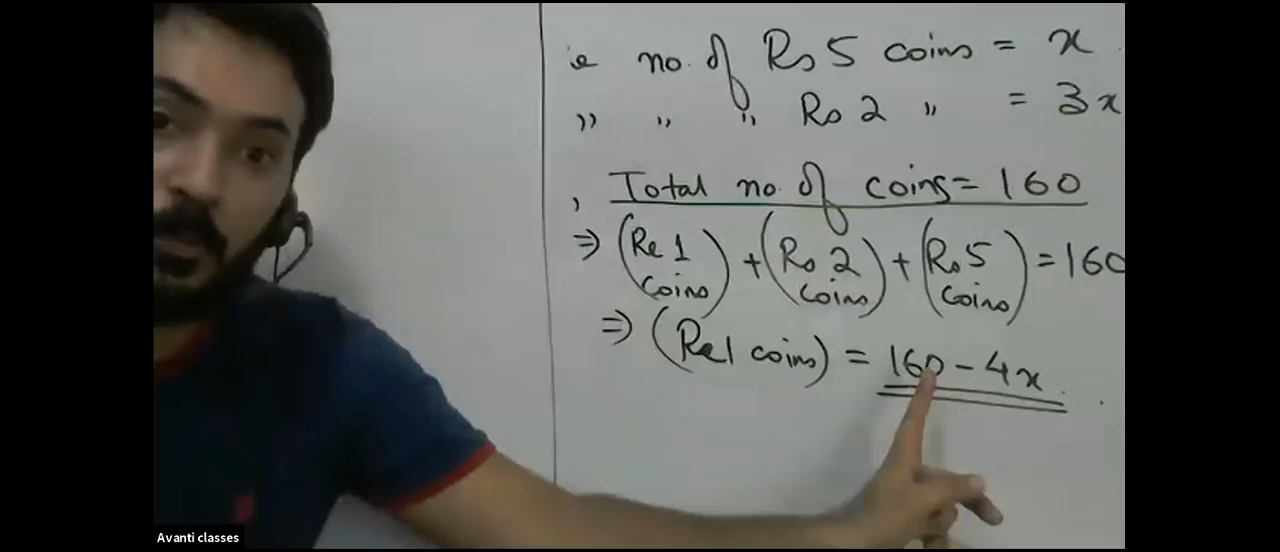 ie no. of Rs 5 coins = x
,, ,, ,, Rs 2 ,, = 3x
, Total no. of coins = 160
⇒ (Re 1 coins) + (Rs 2 coins) + (Rs 5 coins) = 160
⇒ (Re 1 coins) = 160 - 4x
Avanti classes